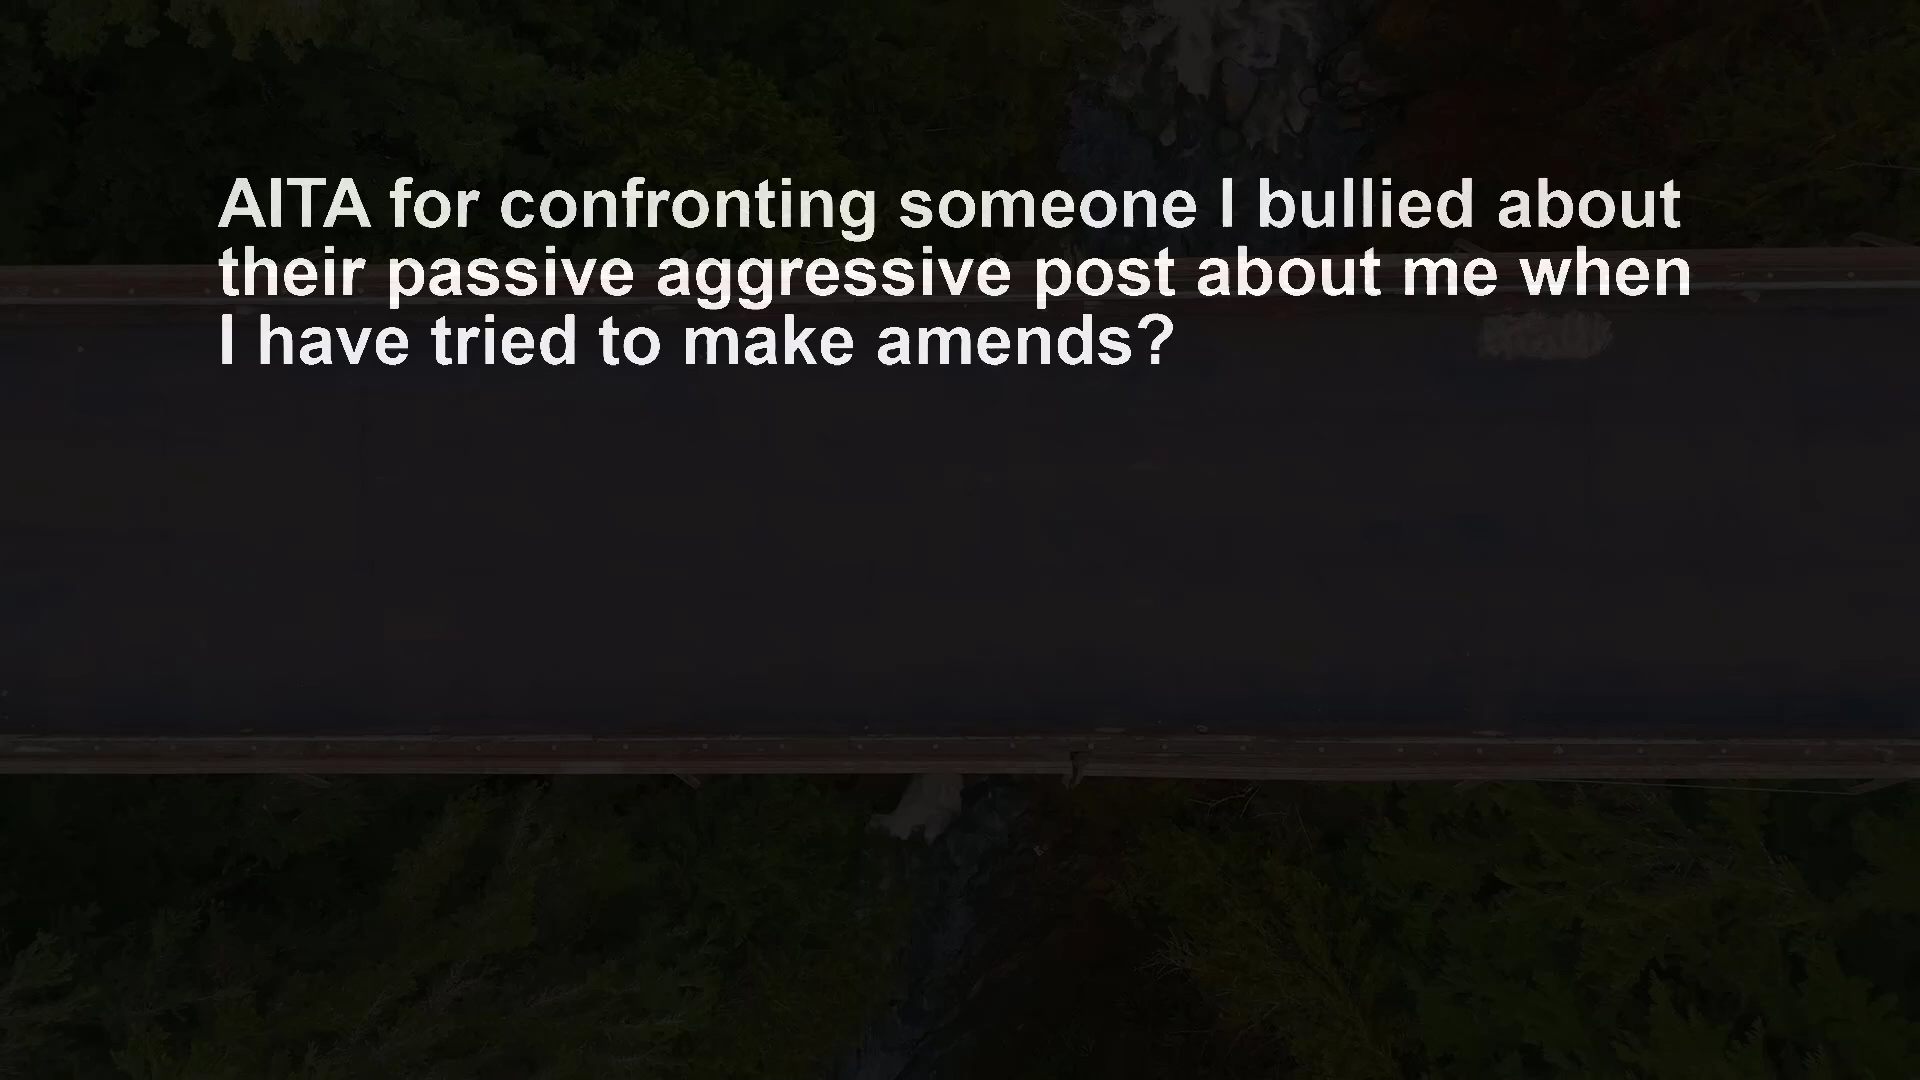 AITA for confronting someone I bullied about
their passive aggressive post about me when
I have tried to make amends?